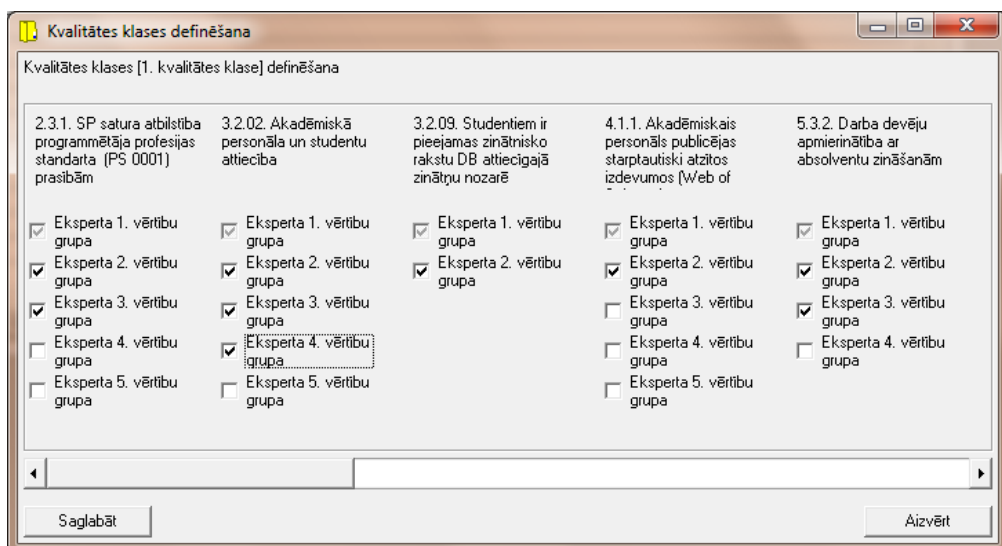 Kvalitātes klases definēšana
Kvalitātes klases [1. kvalitātes klase] definēšana
2.3.1. SP satura atbilstība
programmētāja profesijas
standarta (PS 0001)
prasībām
Eksperta 1. vērtību
grupa
Eksperta 2. vērtību
grupa
Eksperta 3. vērtību
grupa
Eksperta 4. vērtību
grupa
Eksperta 5. vērtību
grupa
3.2.02. Akadēmiskā
personāla un studentu
attiecība
Eksperta 1. vērtību
grupa
Eksperta 2. vērtību
grupa
Eksperta 3. vērtību
grupa
Eksperta 4. vērtību
grupa
Eksperta 5. vērtību
grupa
3.2.09. Studentiem ir
pieejamas zinātnisko
rakstu DB attiecīgajā
zinātņu nozarē
Eksperta 1. vērtību
grupa
Eksperta 2. vērtību
grupa
4.1.1. Akadēmiskais
personāls publicējas
starptautiski atzītos
izdevumos (Web of
Eksperta 1. vērtību
grupa
Eksperta 2. vērtību
grupa
Eksperta 3. vērtību
grupa
Eksperta 4. vērtību
grupa
Eksperta 5. vērtību
grupa
5.3.2. Darba devēju
apmierinātība ar
absolventu zināšanām
Eksperta 1. vērtību
grupa
Eksperta 2. vērtību
grupa
Eksperta 3. vērtību
grupa
Eksperta 4. vērtību
grupa
Saglabāt
Aizvērt